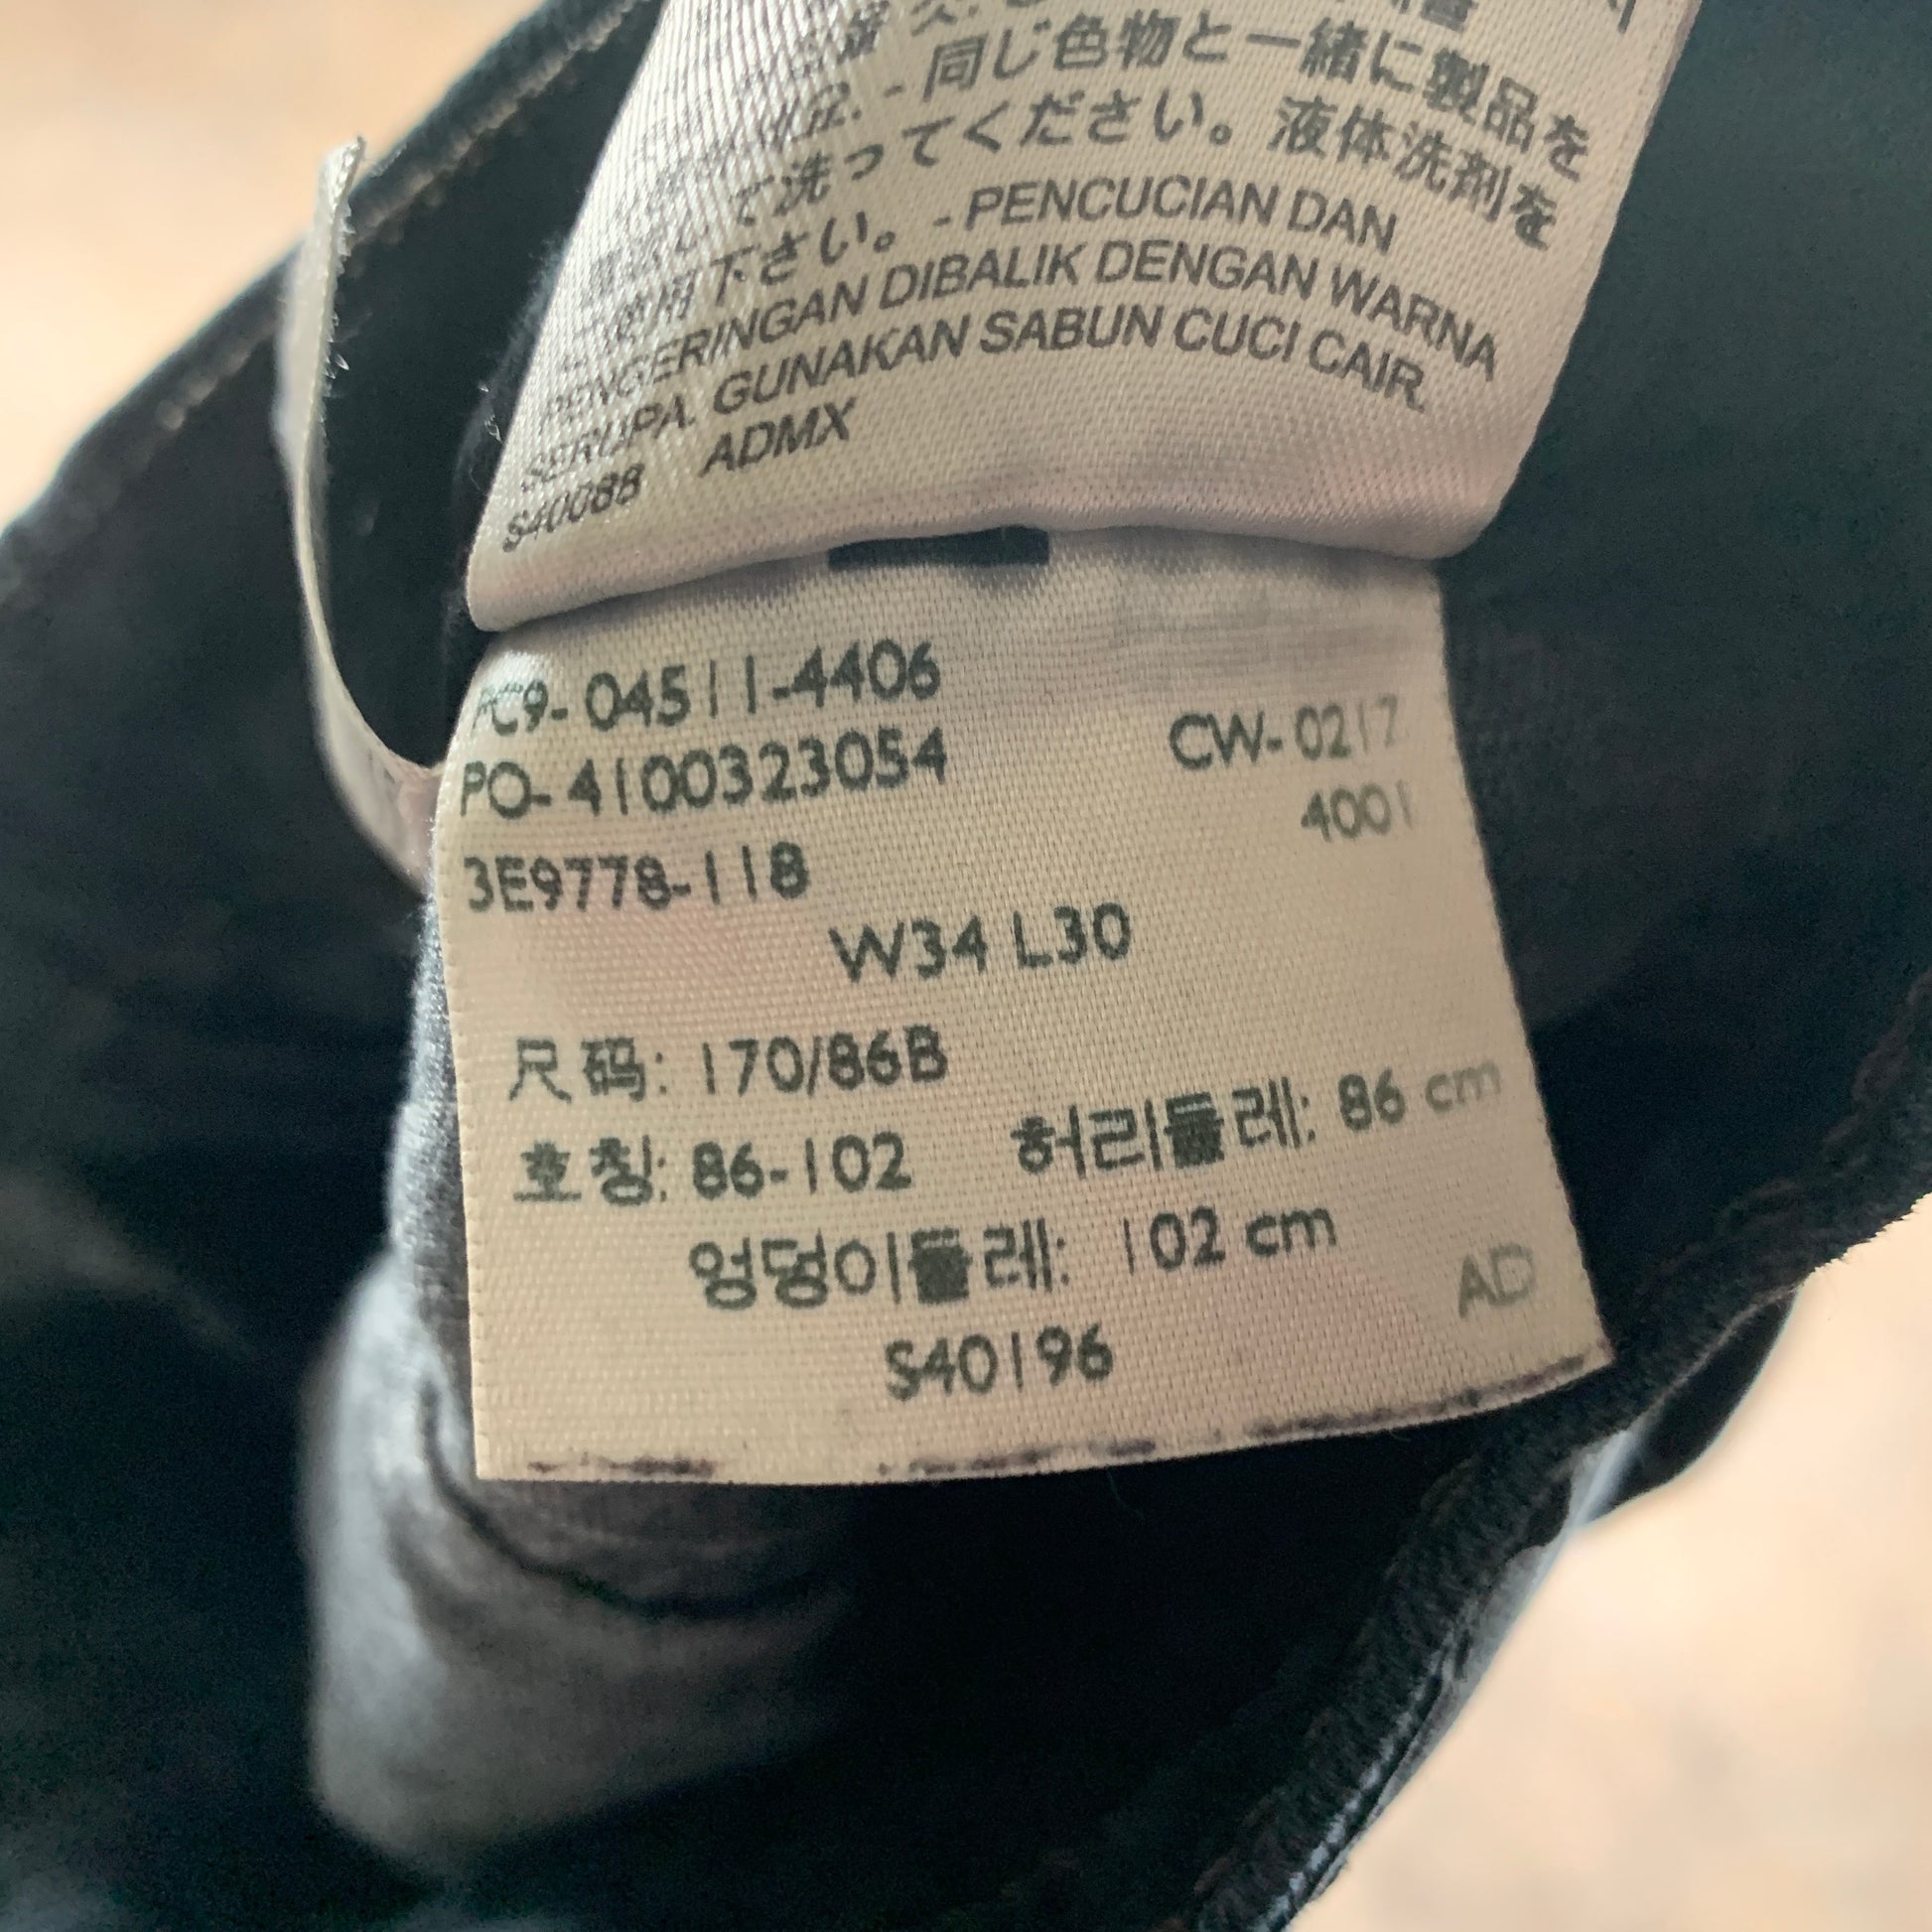 - 同じ色物と一緒に製品を
て洗ってください。液体洗剤を
下さい。 - PENCUCIAN DAN
PENGERINGAN DIBALIK DENGAN WARNA
SERUPA. GUNAKAN SABUN CUCI CAIR.
S40088 ADMX
PC9-04511-4406
CW-0217
PO-4100323054
4001
3E9778-118
W34 L30
尺码: 170/86B
호칭: 86-102 허리둘레: 86 cm
엉덩이둘레: 102 cm
AD
S40196